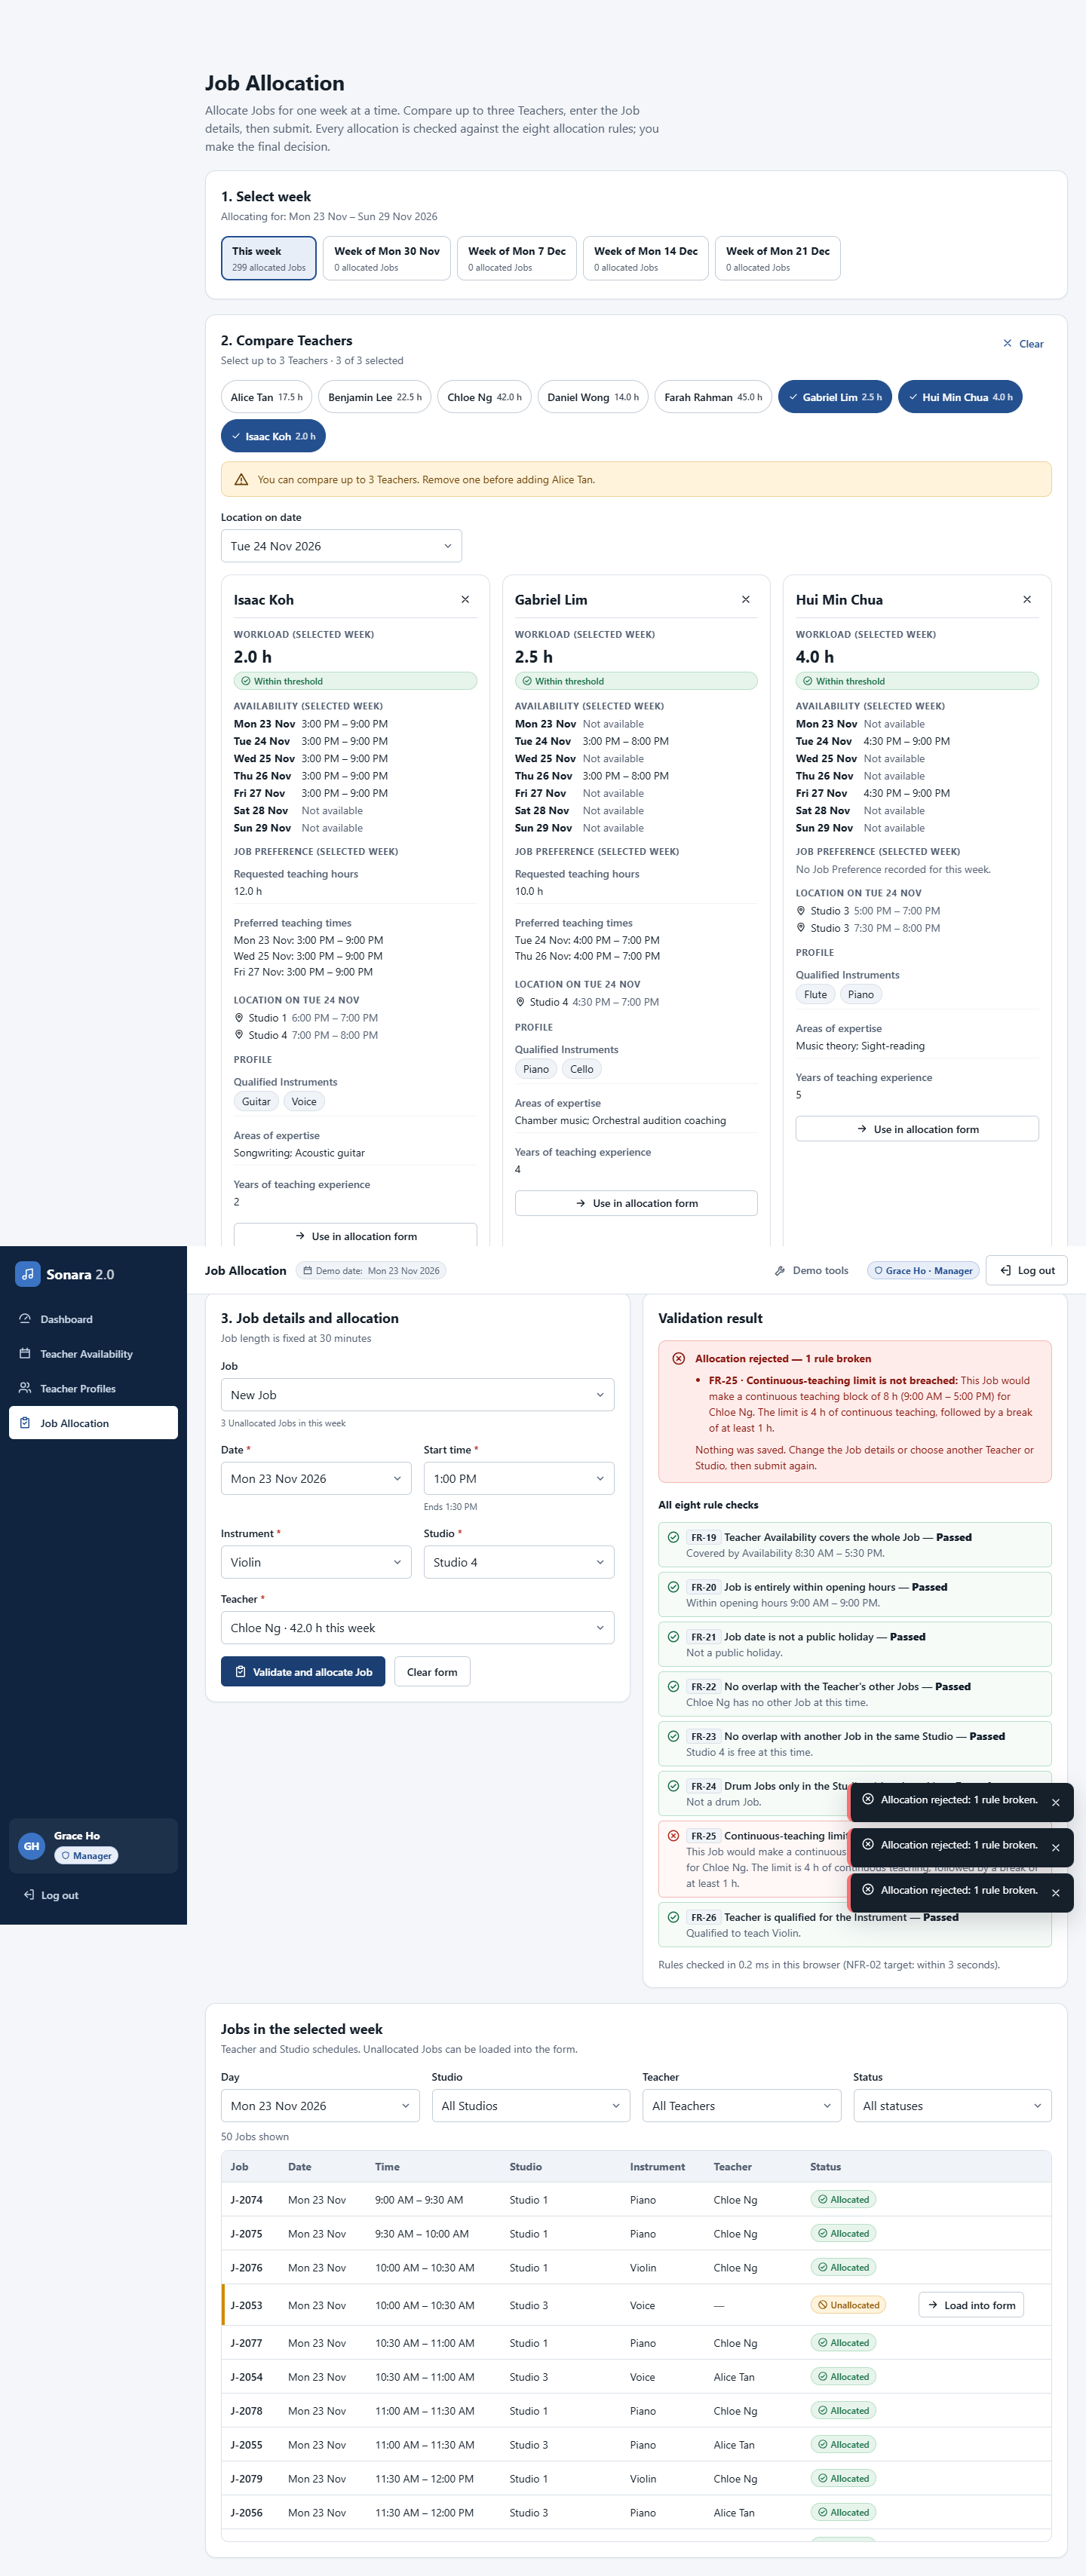 Job Allocation
Allocate Jobs for one week at a time. Compare up to three Teachers, enter the Job
details, then submit. Every allocation is checked against the eight allocation rules; you
make the final decision.
1. Select week
Allocating for: Mon 23 Nov – Sun 29 Nov 2026
This week
299 allocated Jobs
Week of Mon 30 Nov
0 allocated Jobs
Week of Mon 7 Dec
0 allocated Jobs
Week of Mon 14 Dec
0 allocated Jobs
Week of Mon 21 Dec
0 allocated Jobs
2. Compare Teachers
Select up to 3 Teachers · 3 of 3 selected
Clear
Alice Tan 17.5 h
Benjamin Lee 22.5 h
Chloe Ng 42.0 h
Daniel Wong 14.0 h
Farah Rahman 45.0 h
Gabriel Lim 2.5 h
Hui Min Chua 4.0 h
Isaac Koh 2.0 h
You can compare up to 3 Teachers. Remove one before adding Alice Tan.
Location on date
Tue 24 Nov 2026
Isaac Koh
WORKLOAD (SELECTED WEEK)
2.0 h
Within threshold
AVAILABILITY (SELECTED WEEK)
Mon 23 Nov 3:00 PM – 9:00 PM
Tue 24 Nov 3:00 PM – 9:00 PM
Wed 25 Nov 3:00 PM – 9:00 PM
Thu 26 Nov 3:00 PM – 9:00 PM
Fri 27 Nov 3:00 PM – 9:00 PM
Sat 28 Nov Not available
Sun 29 Nov Not available
JOB PREFERENCE (SELECTED WEEK)
Requested teaching hours
12.0 h
Preferred teaching times
Mon 23 Nov: 3:00 PM – 9:00 PM
Wed 25 Nov: 3:00 PM – 9:00 PM
Fri 27 Nov: 3:00 PM – 9:00 PM
LOCATION ON TUE 24 NOV
Studio 1 6:00 PM – 7:00 PM
Studio 4 7:00 PM – 8:00 PM
PROFILE
Qualified Instruments
Guitar Voice
Areas of expertise
Songwriting; Acoustic guitar
Years of teaching experience
2
Use in allocation form
Gabriel Lim
WORKLOAD (SELECTED WEEK)
2.5 h
Within threshold
AVAILABILITY (SELECTED WEEK)
Mon 23 Nov Not available
Tue 24 Nov 3:00 PM – 8:00 PM
Wed 25 Nov Not available
Thu 26 Nov 3:00 PM – 8:00 PM
Fri 27 Nov Not available
Sat 28 Nov Not available
Sun 29 Nov Not available
JOB PREFERENCE (SELECTED WEEK)
Requested teaching hours
10.0 h
Preferred teaching times
Tue 24 Nov: 4:00 PM – 7:00 PM
Thu 26 Nov: 4:00 PM – 7:00 PM
LOCATION ON TUE 24 NOV
Studio 4 4:30 PM – 7:00 PM
PROFILE
Qualified Instruments
Piano Cello
Areas of expertise
Chamber music; Orchestral audition coaching
Years of teaching experience
4
Use in allocation form
Hui Min Chua
WORKLOAD (SELECTED WEEK)
4.0 h
Within threshold
AVAILABILITY (SELECTED WEEK)
Mon 23 Nov Not available
Tue 24 Nov 4:30 PM – 9:00 PM
Wed 25 Nov Not available
Thu 26 Nov Not available
Fri 27 Nov 4:30 PM – 9:00 PM
Sat 28 Nov Not available
Sun 29 Nov Not available
JOB PREFERENCE (SELECTED WEEK)
No Job Preference recorded for this week.
LOCATION ON TUE 24 NOV
Studio 3 5:00 PM – 7:00 PM
Studio 3 7:30 PM – 8:00 PM
PROFILE
Qualified Instruments
Flute Piano
Areas of expertise
Music theory; Sight-reading
Years of teaching experience
5
Use in allocation form
Sonara 2.0
Dashboard
Teacher Availability
Teacher Profiles
Job Allocation
GH
Grace Ho
Manager
Log out
Job Allocation
Demo date: Mon 23 Nov 2026
Demo tools
Grace Ho · Manager
Log out
3. Job details and allocation
Job length is fixed at 30 minutes
Job
New Job
3 Unallocated Jobs in this week
Date *
Mon 23 Nov 2026
Start time *
1:00 PM
Ends 1:30 PM
Instrument *
Violin
Studio *
Studio 4
Teacher *
Chloe Ng · 42.0 h this week
Validate and allocate Job
Clear form
Validation result
Allocation rejected — 1 rule broken
• FR-25 · Continuous-teaching limit is not breached: This Job would
make a continuous teaching block of 8 h (9:00 AM – 5:00 PM) for
Chloe Ng. The limit is 4 h of continuous teaching, followed by a break
of at least 1 h.
Nothing was saved. Change the Job details or choose another Teacher or
Studio, then submit again.
All eight rule checks
FR-19 Teacher Availability covers the whole Job — Passed
Covered by Availability 8:30 AM – 5:30 PM.
FR-20 Job is entirely within opening hours — Passed
Within opening hours 9:00 AM – 9:00 PM.
FR-21 Job date is not a public holiday — Passed
Not a public holiday.
FR-22 No overlap with the Teacher's other Jobs — Passed
Chloe Ng has no other Job at this time.
FR-23 No overlap with another Job in the same Studio — Passed
Studio 4 is free at this time.
FR-24 Drum Jobs only in the
Not a drum Job.
FR-25 Continuous-teaching limit
This Job would make a continuous
for Chloe Ng. The limit is 4 h of continuous teaching, followed by a break of
at least 1 h.
FR-26 Teacher is qualified for the Instrument — Passed
Qualified to teach Violin.
Rules checked in 0.2 ms in this browser (NFR-02 target: within 3 seconds).
Allocation rejected: 1 rule broken.
Allocation rejected: 1 rule broken.
Allocation rejected: 1 rule broken.
Jobs in the selected week
Teacher and Studio schedules. Unallocated Jobs can be loaded into the form.
Day
Mon 23 Nov 2026
Studio
All Studios
Teacher
All Teachers
Status
All statuses
50 Jobs shown
Job Date Time Studio Instrument Teacher Status
J-2074 Mon 23 Nov 9:00 AM – 9:30 AM Studio 1 Piano Chloe Ng Allocated
J-2075 Mon 23 Nov 9:30 AM – 10:00 AM Studio 1 Piano Chloe Ng Allocated
J-2076 Mon 23 Nov 10:00 AM – 10:30 AM Studio 1 Violin Chloe Ng Allocated
J-2053 Mon 23 Nov 10:00 AM – 10:30 AM Studio 3 Voice — Unallocated Load into form
J-2077 Mon 23 Nov 10:30 AM – 11:00 AM Studio 1 Piano Chloe Ng Allocated
J-2054 Mon 23 Nov 10:30 AM – 11:00 AM Studio 3 Voice Alice Tan Allocated
J-2078 Mon 23 Nov 11:00 AM – 11:30 AM Studio 1 Piano Chloe Ng Allocated
J-2055 Mon 23 Nov 11:00 AM – 11:30 AM Studio 3 Piano Alice Tan Allocated
J-2079 Mon 23 Nov 11:30 AM – 12:00 PM Studio 1 Violin Chloe Ng Allocated
J-2056 Mon 23 Nov 11:30 AM – 12:00 PM Studio 3 Piano Alice Tan Allocated